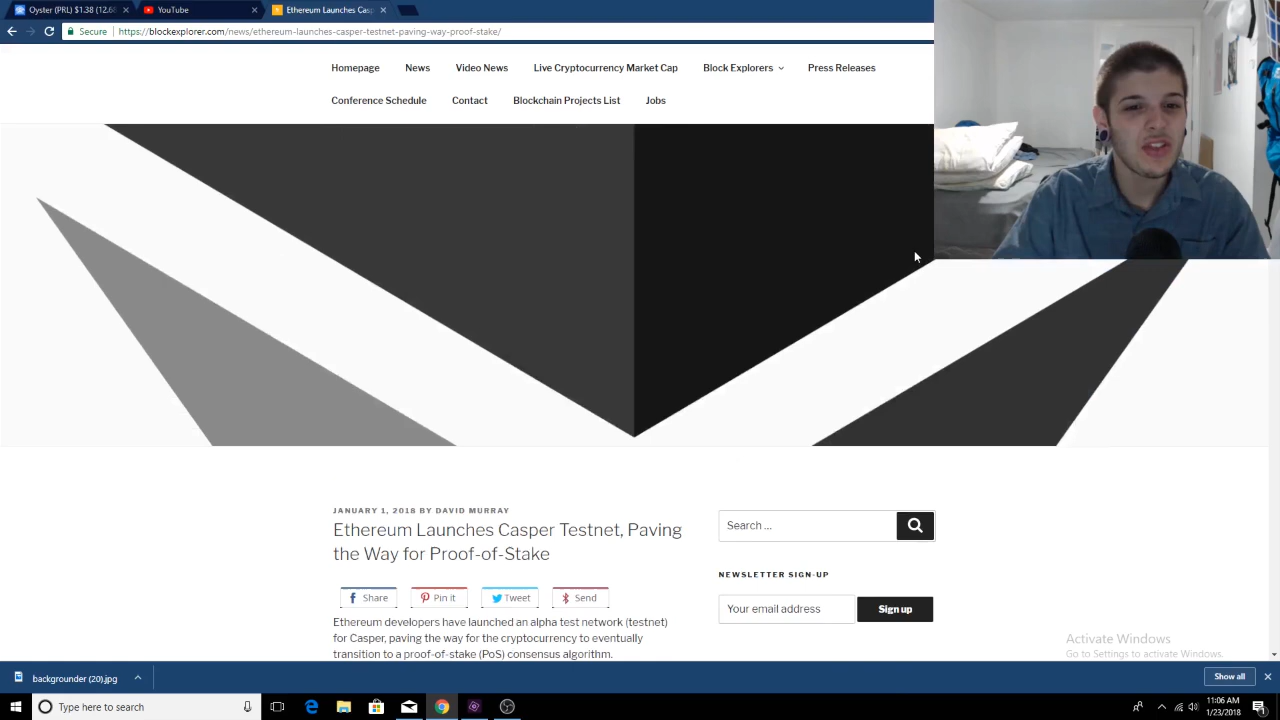 Oyster (PRL) $1.38 (12.68
YouTube
Ethereum Launches Casp
Secure
https://blockexplorer.com/news/ethereum-launches-casper-testnet-paving-way-proof-stake/
Homepage News Video News Live Cryptocurrency Market Cap Block Explorers Press Releases
Conference Schedule Contact Blockchain Projects List Jobs
JANUARY 1, 2018 BY DAVID MURRAY
Ethereum Launches Casper Testnet, Paving
the Way for Proof-of-Stake
Share Pin it Tweet Send
Ethereum developers have launched an alpha test network (testnet)
for Casper, paving the way for the cryptocurrency to eventually
transition to a proof-of-stake (PoS) consensus algorithm.
Search …
NEWSLETTER SIGN-UP
Your email address
Sign up
Activate Windows
Go to Settings to activate Windows.
backgrounder (20).jpg
Show all
Type here to search
11:06 AM
1/23/2018
1